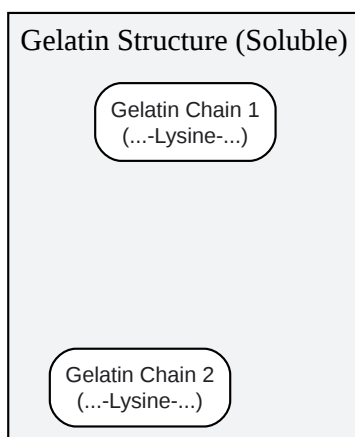 Gelatin Structure (Soluble)
Gelatin Chain 1
(...-Lysine-...)
Gelatin Chain 2
(...-Lysine-...)